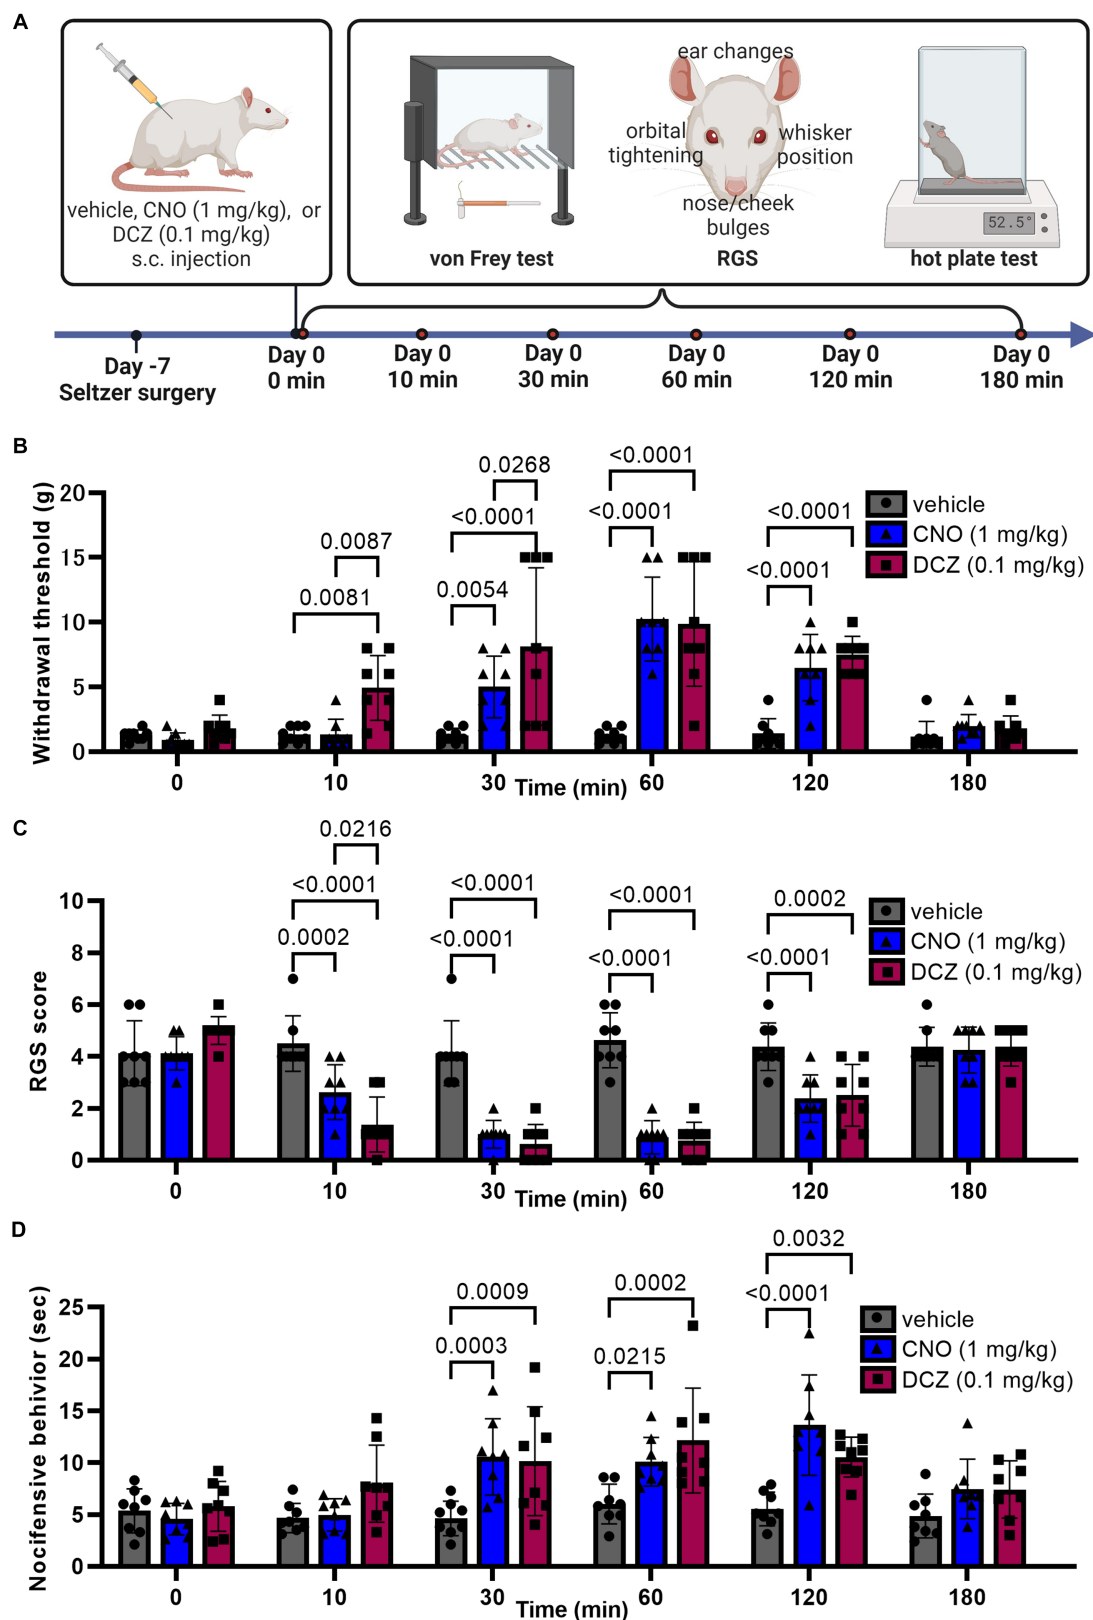 A
ear changes
orbital
tightening
whisker
position
nose/cheek
bulges
52.5°
vehicle, CNO (1 mg/kg), or
DCZ (0.1 mg/kg)
s.c. injection
von Frey test
RGS
hot plate test
Day -7
Seltzer surgery
Day 0
0 min
Day 0
10 min
Day 0
30 min
Day 0
60 min
Day 0
120 min
Day 0
180 min
B
Withdrawal threshold (g)
20
15
10
5
0
0.0081
0.0087
0.0054
<0.0001
0.0268
<0.0001
<0.0001
<0.0001
<0.0001
vehicle
CNO (1 mg/kg)
DCZ (0.1 mg/kg)
0
10
30
60
120
180
Time (min)
C
RGS score
10
8
6
4
2
0
0.0002
<0.0001
0.0216
<0.0001
<0.0001
<0.0001
<0.0001
<0.0001
0.0002
vehicle
CNO (1 mg/kg)
DCZ (0.1 mg/kg)
0
10
30
60
120
180
Time (min)
D
Nocifensive behivior (sec)
25
20
15
10
5
0
0.0003
0.0009
0.0215
0.0002
<0.0001
0.0032
vehicle
CNO (1 mg/kg)
DCZ (0.1 mg/kg)
0
10
30
60
120
180
Time (min)